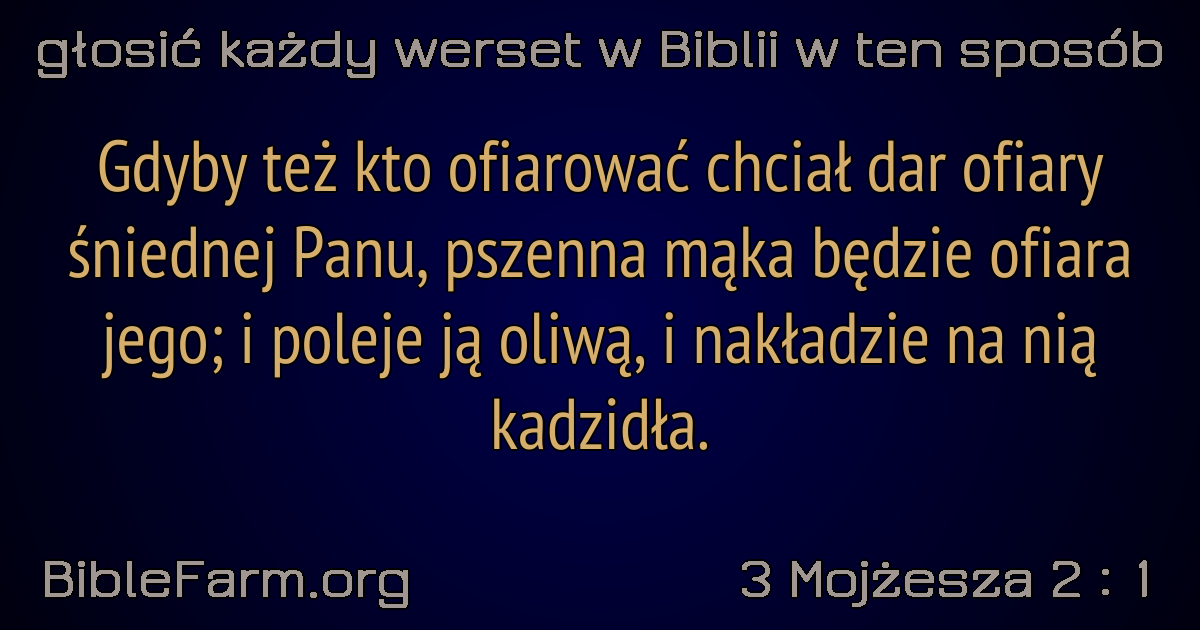 głosić każdy werset w Biblii w ten sposób
Gdyby też kto ofiarować chciał dar ofiary
śniednej Panu, pszenna mąka będzie ofiara
jego; i poleje ją oliwą, i nakładzie na nią
kadzidła.
BibleFarm.org
3 Mojżesza 2 : 1